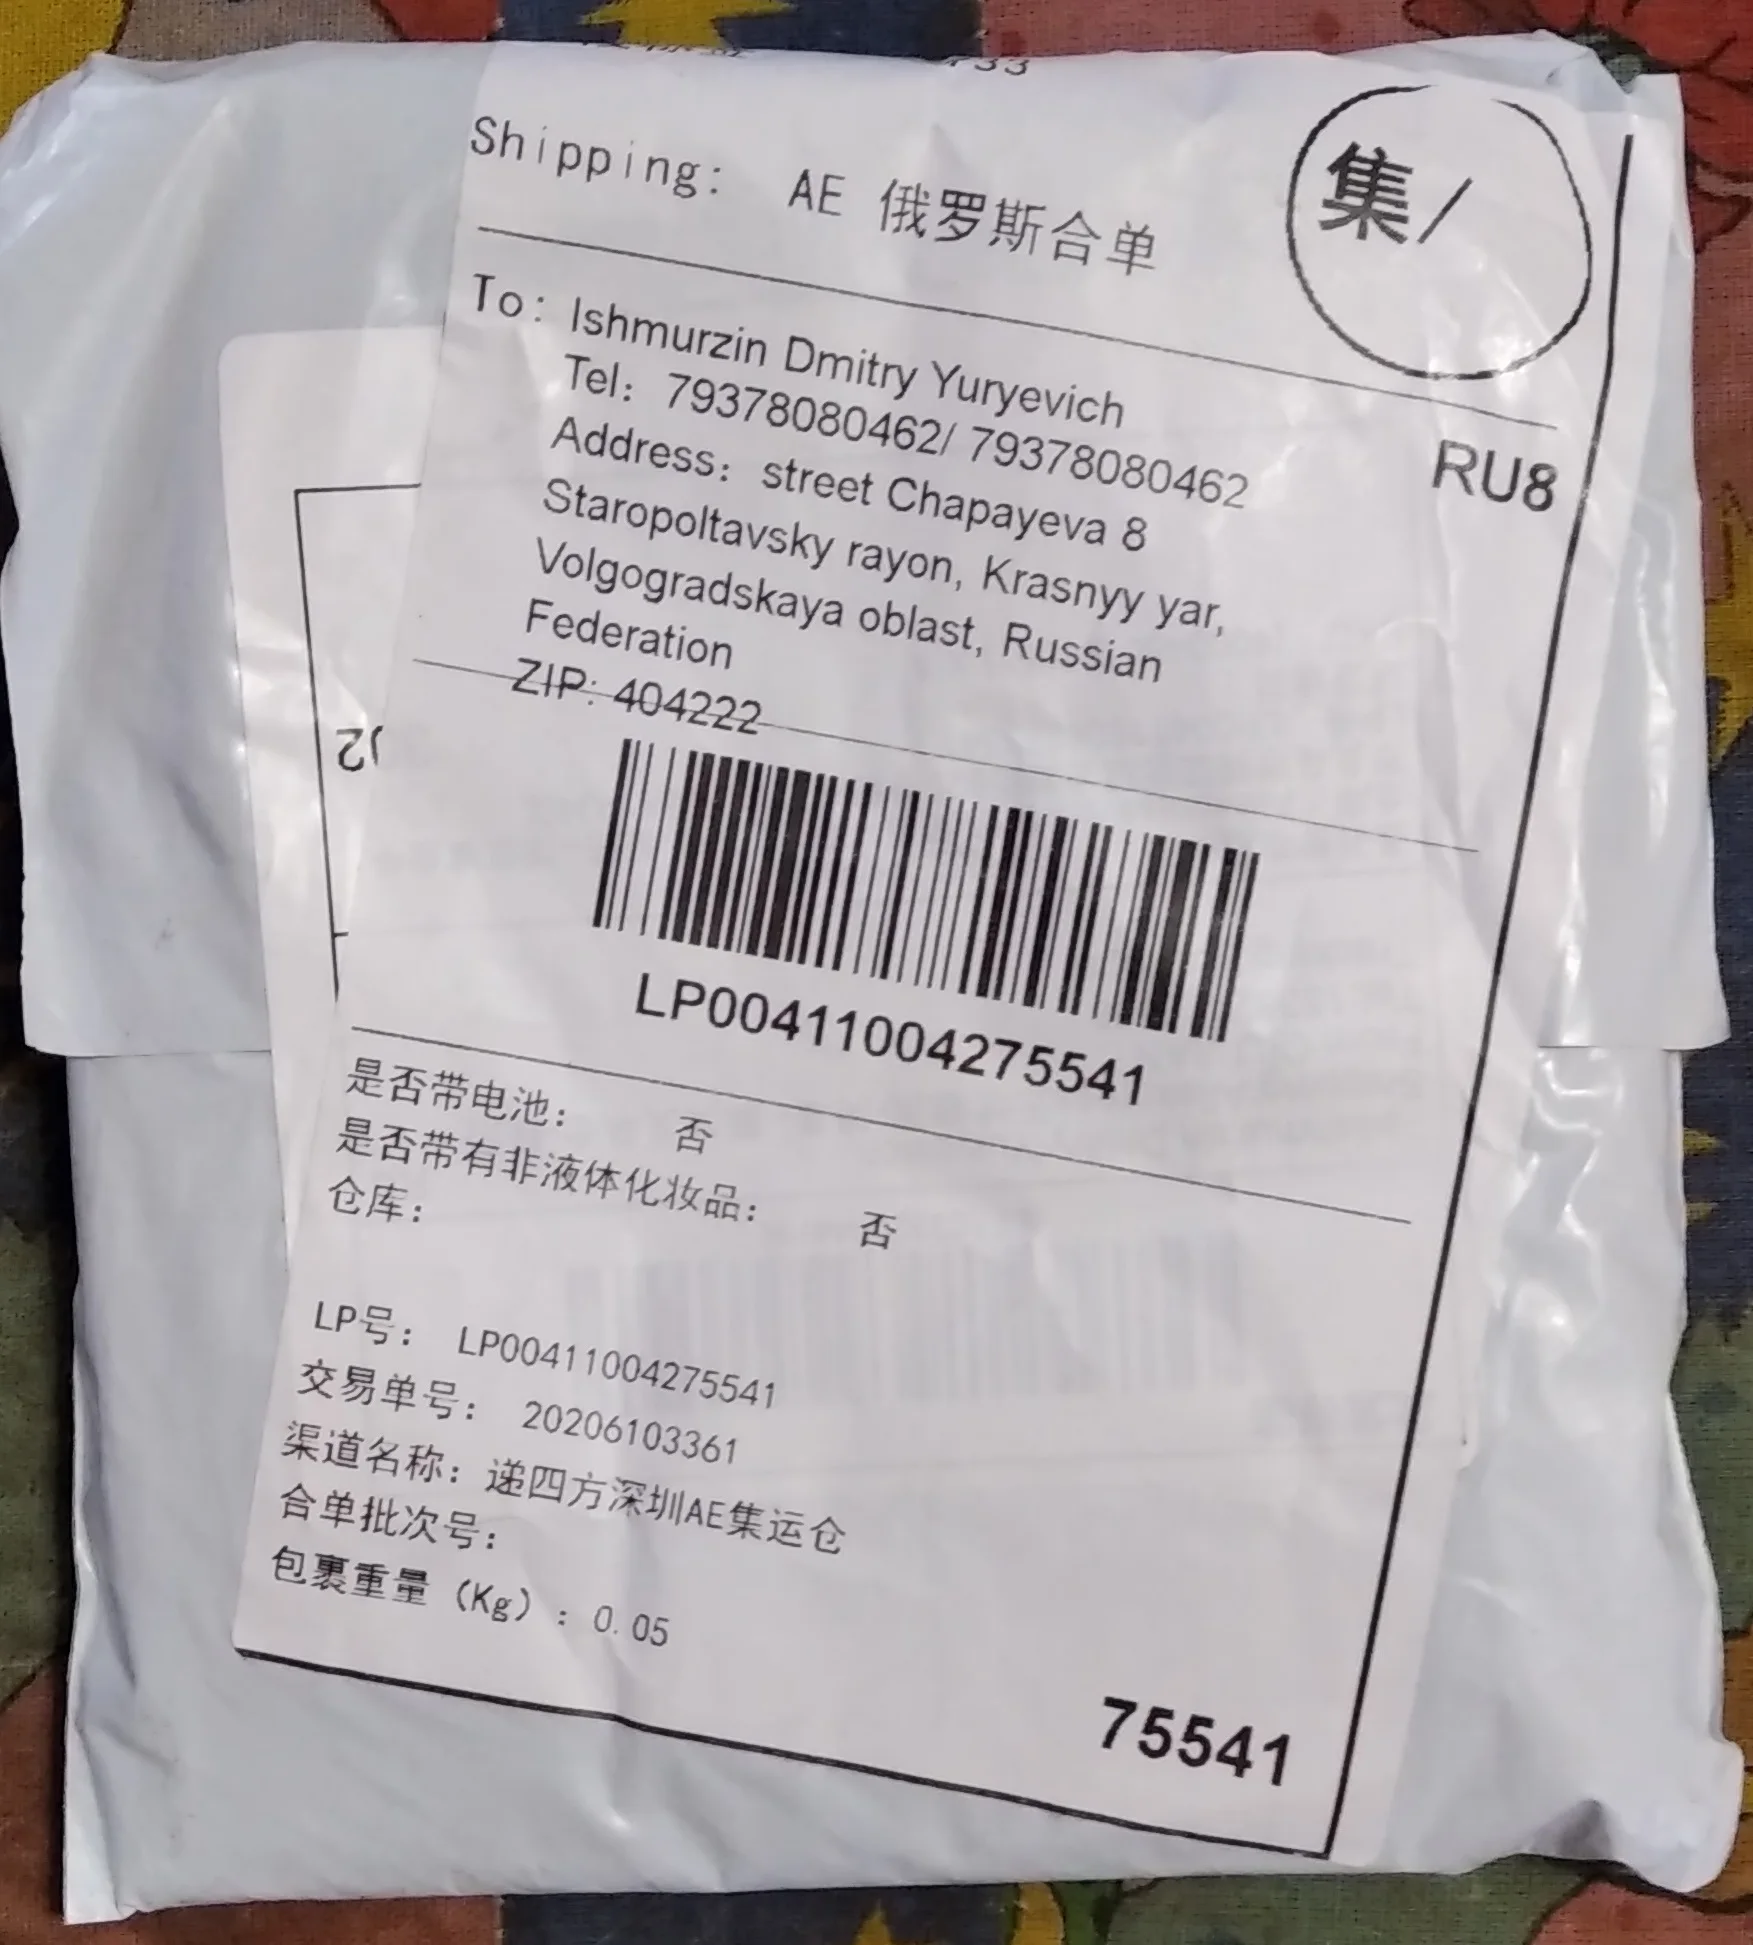 Shipping: AE 俄罗斯合单
集/
To: Ishmurzin Dmitry Yuryevich
Tel: 79378080462/ 79378080462
RU8
Address: street Chapayeva 8
Staropoltavsky rayon, Krasnyy yar,
Volgogradskaya oblast, Russian
Federation
ZIP: 404222
LP00411004275541
是否带电池: 否
是否带有非液体化妆品: 否
仓库:
LP号: LP00411004275541
交易单号: 20206103361
渠道名称: 递四方深圳AE集运仓
合单批次号:
包裹重量 (Kg) : 0.05
75541